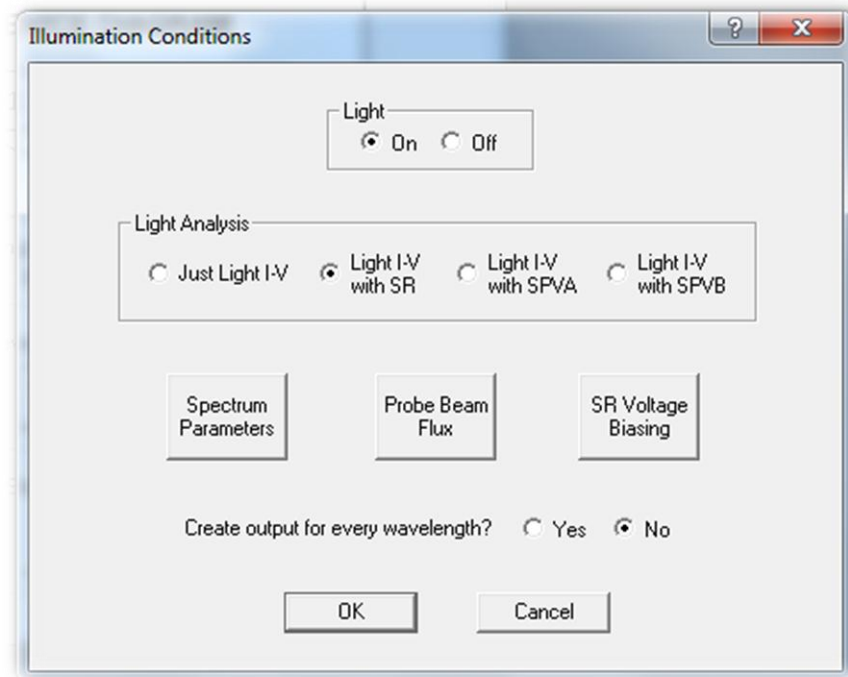 Illumination Conditions
?
Light
On Off
Light Analysis
Just Light I-V
Light I-V
with SR
Light I-V
with SPVA
Light I-V
with SPVB
Spectrum
Parameters
Probe Beam
Flux
SR Voltage
Biasing
Create output for every wavelength? Yes No
OK Cancel